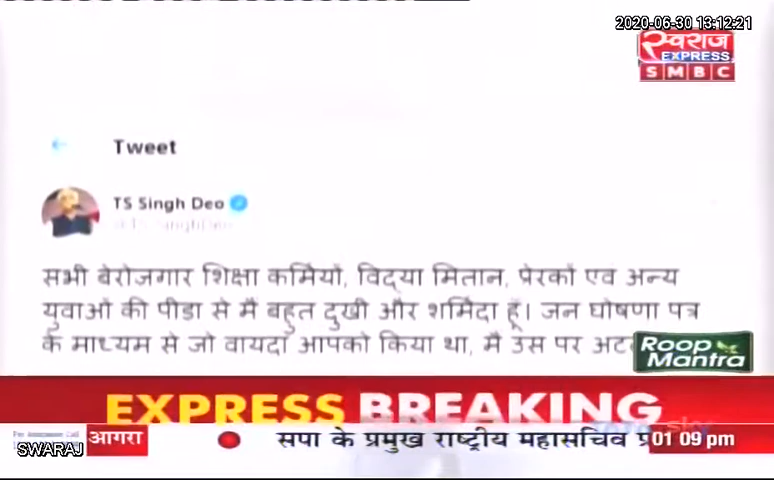 2020-06-30 13:12:21
स्वराज
EXPRESS
SMBC
Tweet
TS Singh Deo
सभी बेरोजगार शिक्षा कर्मियों, विद्या मितान, प्रेरकों एवं अन्य
युवाओं की पीडा से मैं बहुत दुखी और शर्मिंदा हूं। जन घोषणा पत्र
के माध्यम से जो वायदा आपको किया था, मैं उस पर
Roop
Mantra
EXPRESS BREAKING
SWARAJ
आगरा
सपा के प्रमुख राष्ट्रीय महासचिव
01 09 pm